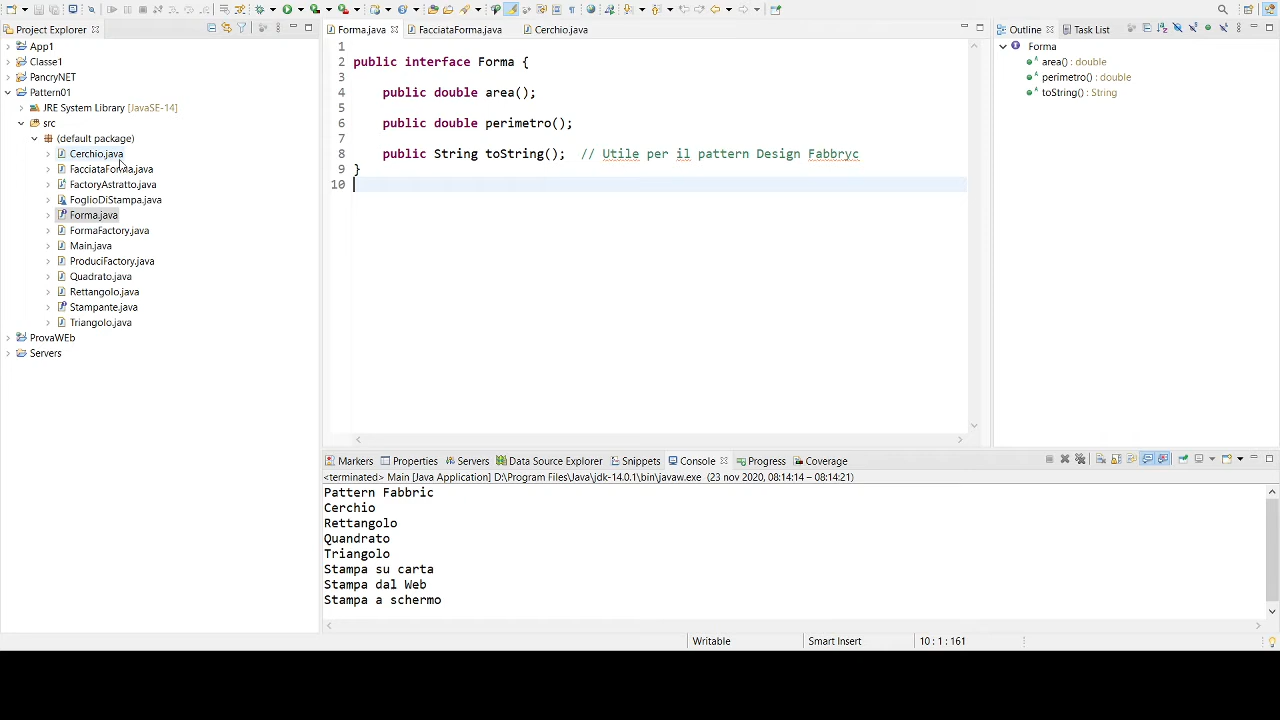 Project Explorer
App1
Classe1
PancryNET
Pattern01
JRE System Library [JavaSE-14]
src
(default package)
Cerchio.java
FacciataForma.java
FactoryAstratto.java
FoglioDiStampa.java
Forma.java
FormaFactory.java
Main.java
ProduciFactory.java
Quadrato.java
Rettangolo.java
Stampante.java
Triangolo.java
ProvaWEb
Servers
Forma.java FacciataForma.java Cerchio.java
1
2 public interface Forma {
3
4 public double area();
5
6 public double perimetro();
7
8 public String toString(); // Utile per il pattern Design Fabbryc
9 }
10
Outline Task List
Forma
area() : double
perimetro() : double
toString() : String
Markers Properties Servers Data Source Explorer Snippets Console Progress Coverage
<terminated> Main [Java Application] D:\Program Files\Java\jdk-14.0.1\bin\javaw.exe (23 nov 2020, 08:14:14 – 08:14:21)
Pattern Fabbric
Cerchio
Rettangolo
Quandrato
Triangolo
Stampa su carta
Stampa dal Web
Stampa a schermo
Writable Smart Insert 10 : 1 : 161